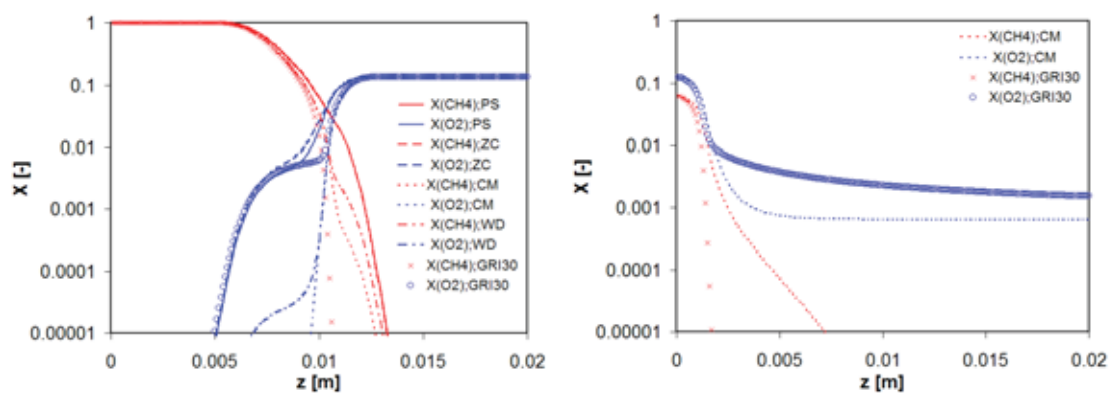 1
0.1
0.01
0.001
0.0001
0.00001
X [-]
0
0.005
0.01
0.015
0.02
z [m]
X(CH4);PS
X(O2);PS
X(CH4);ZC
X(O2);ZC
X(CH4);CM
X(O2);CM
X(CH4);WD
X(O2);WD
X(CH4);GRI30
X(O2);GRI30
1
0.1
0.01
0.001
0.0001
0.00001
X [-]
0
0.005
0.01
0.015
0.02
z [m]
X(CH4);CM
X(O2);CM
X(CH4);GRI30
X(O2);GRI30